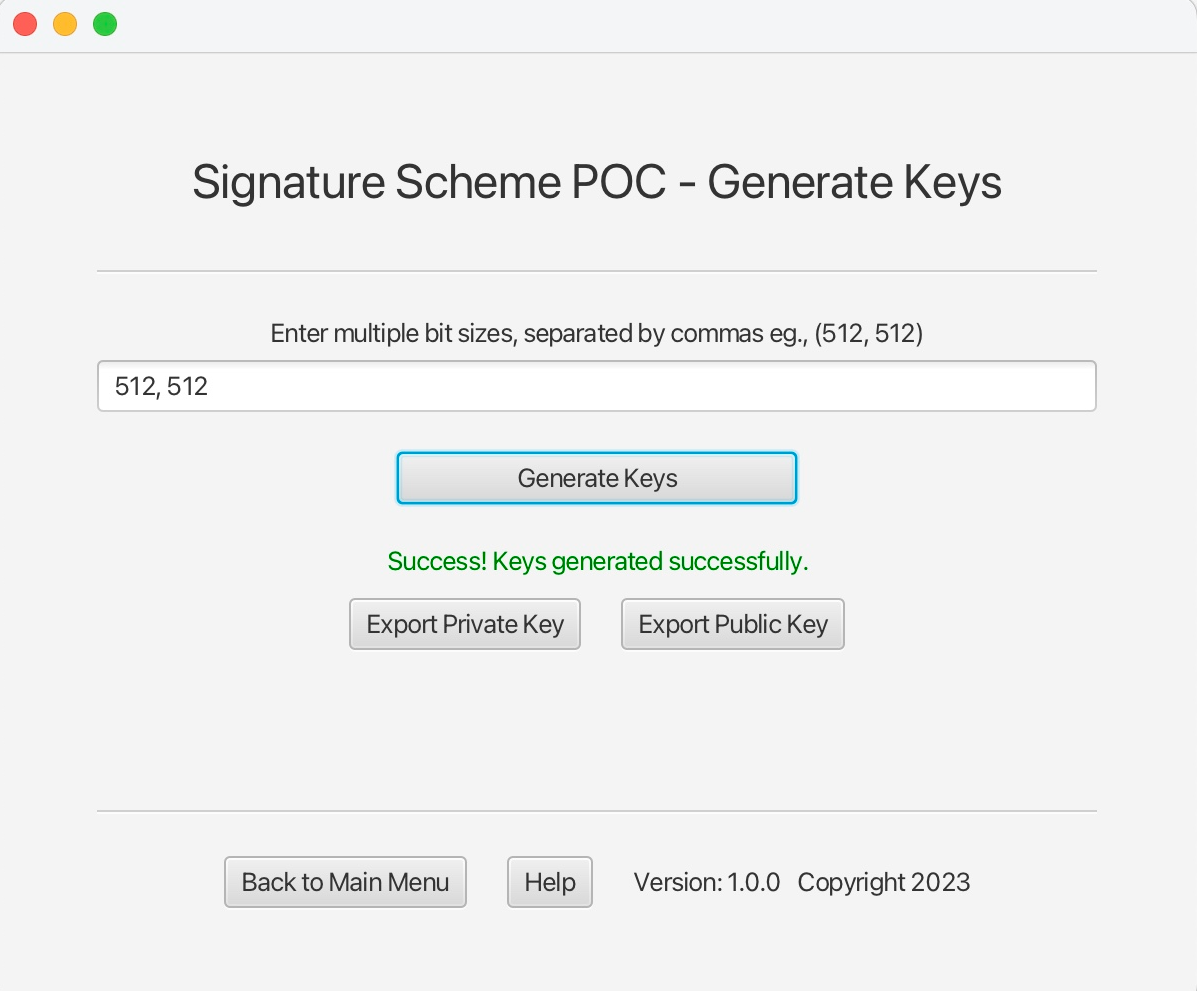 Signature Scheme POC - Generate Keys
Enter multiple bit sizes, separated by commas eg., (512, 512)
512, 512
Generate Keys
Success! Keys generated successfully.
Export Private Key Export Public Key
Back to Main Menu Help Version: 1.0.0 Copyright 2023